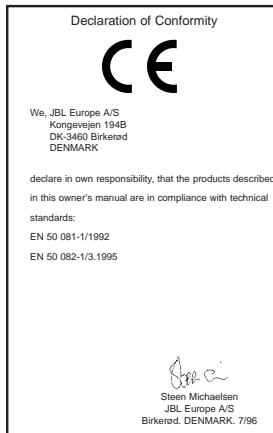 Declaration of Conformity
CE
We, JBL Europe A/S
Kongevejen 194B
DK-3460 Birkerød
DENMARK
declare in own responsibility, that the products described
in this owner's manual are in compliance with technical
standards:
EN 50 081-1/1992
EN 50 082-1/3.1995
Steen Michaelsen
JBL Europe A/S
Birkerød. DENMARK. 7/96